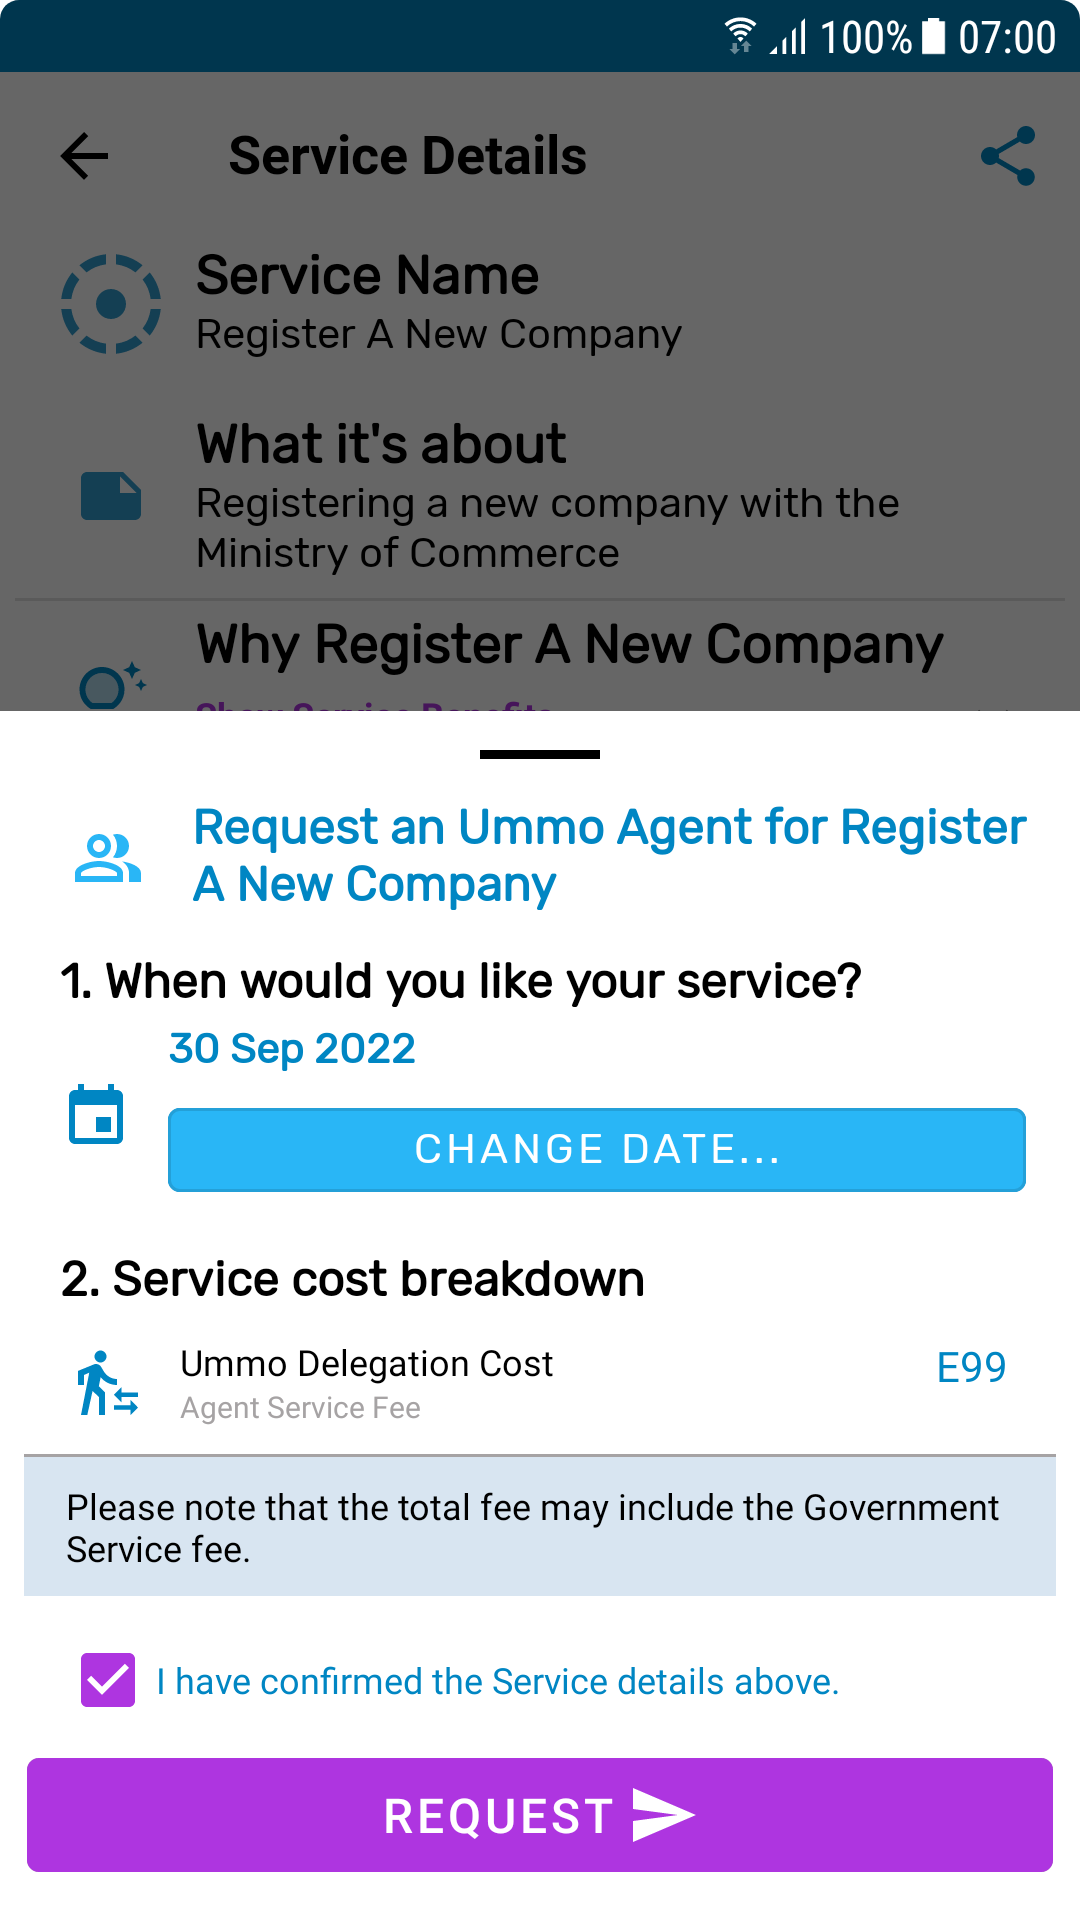 100% 07:00
Service Details
Service Name
Register A New Company
What it's about
Registering a new company with the
Ministry of Commerce
Why Register A New Company
Show Service Benefits
Request an Ummo Agent for Register
A New Company
1. When would you like your service?
30 Sep 2022
CHANGE DATE...
2. Service cost breakdown
Ummo Delegation Cost
E99
Agent Service Fee
Please note that the total fee may include the Government
Service fee.
I have confirmed the Service details above.
REQUEST